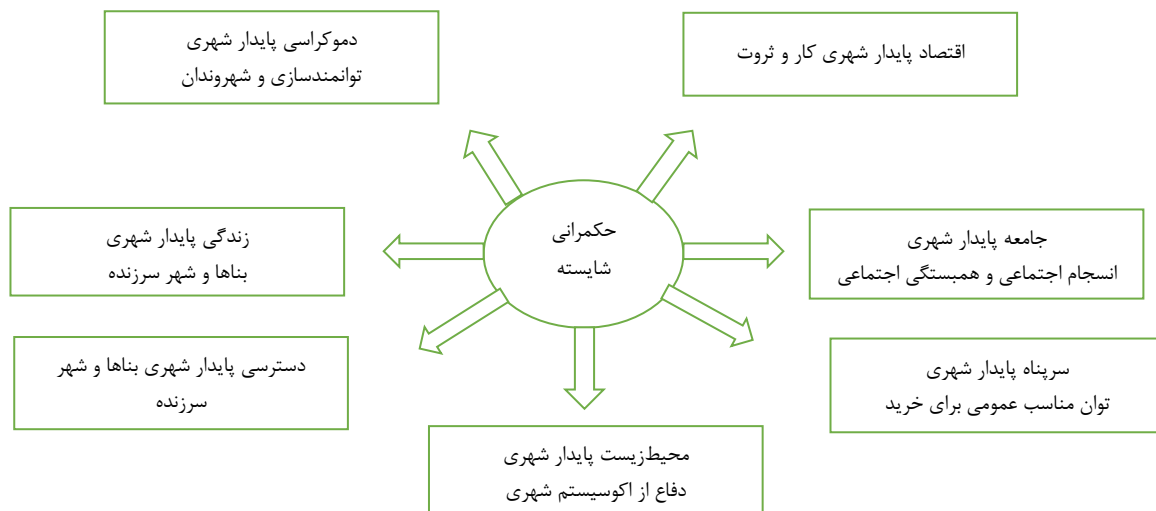 دموکراسی پایدار شهری
توانمندسازی و شهروندان
اقتصاد پایدار شهری کار و ثروت
حکمرانی
شایسته
زندگی پایدار شهری
بناها و شهر سرزنده
جامعه پایدار شهری
انسجام اجتماعی و همبستگی اجتماعی
دسترسی پایدار شهری بناها و شهر
سرزنده
سرپناه پایدار شهری
توان مناسب عمومی برای خرید
محیط‌زیست پایدار شهری
دفاع از اکوسیستم شهری